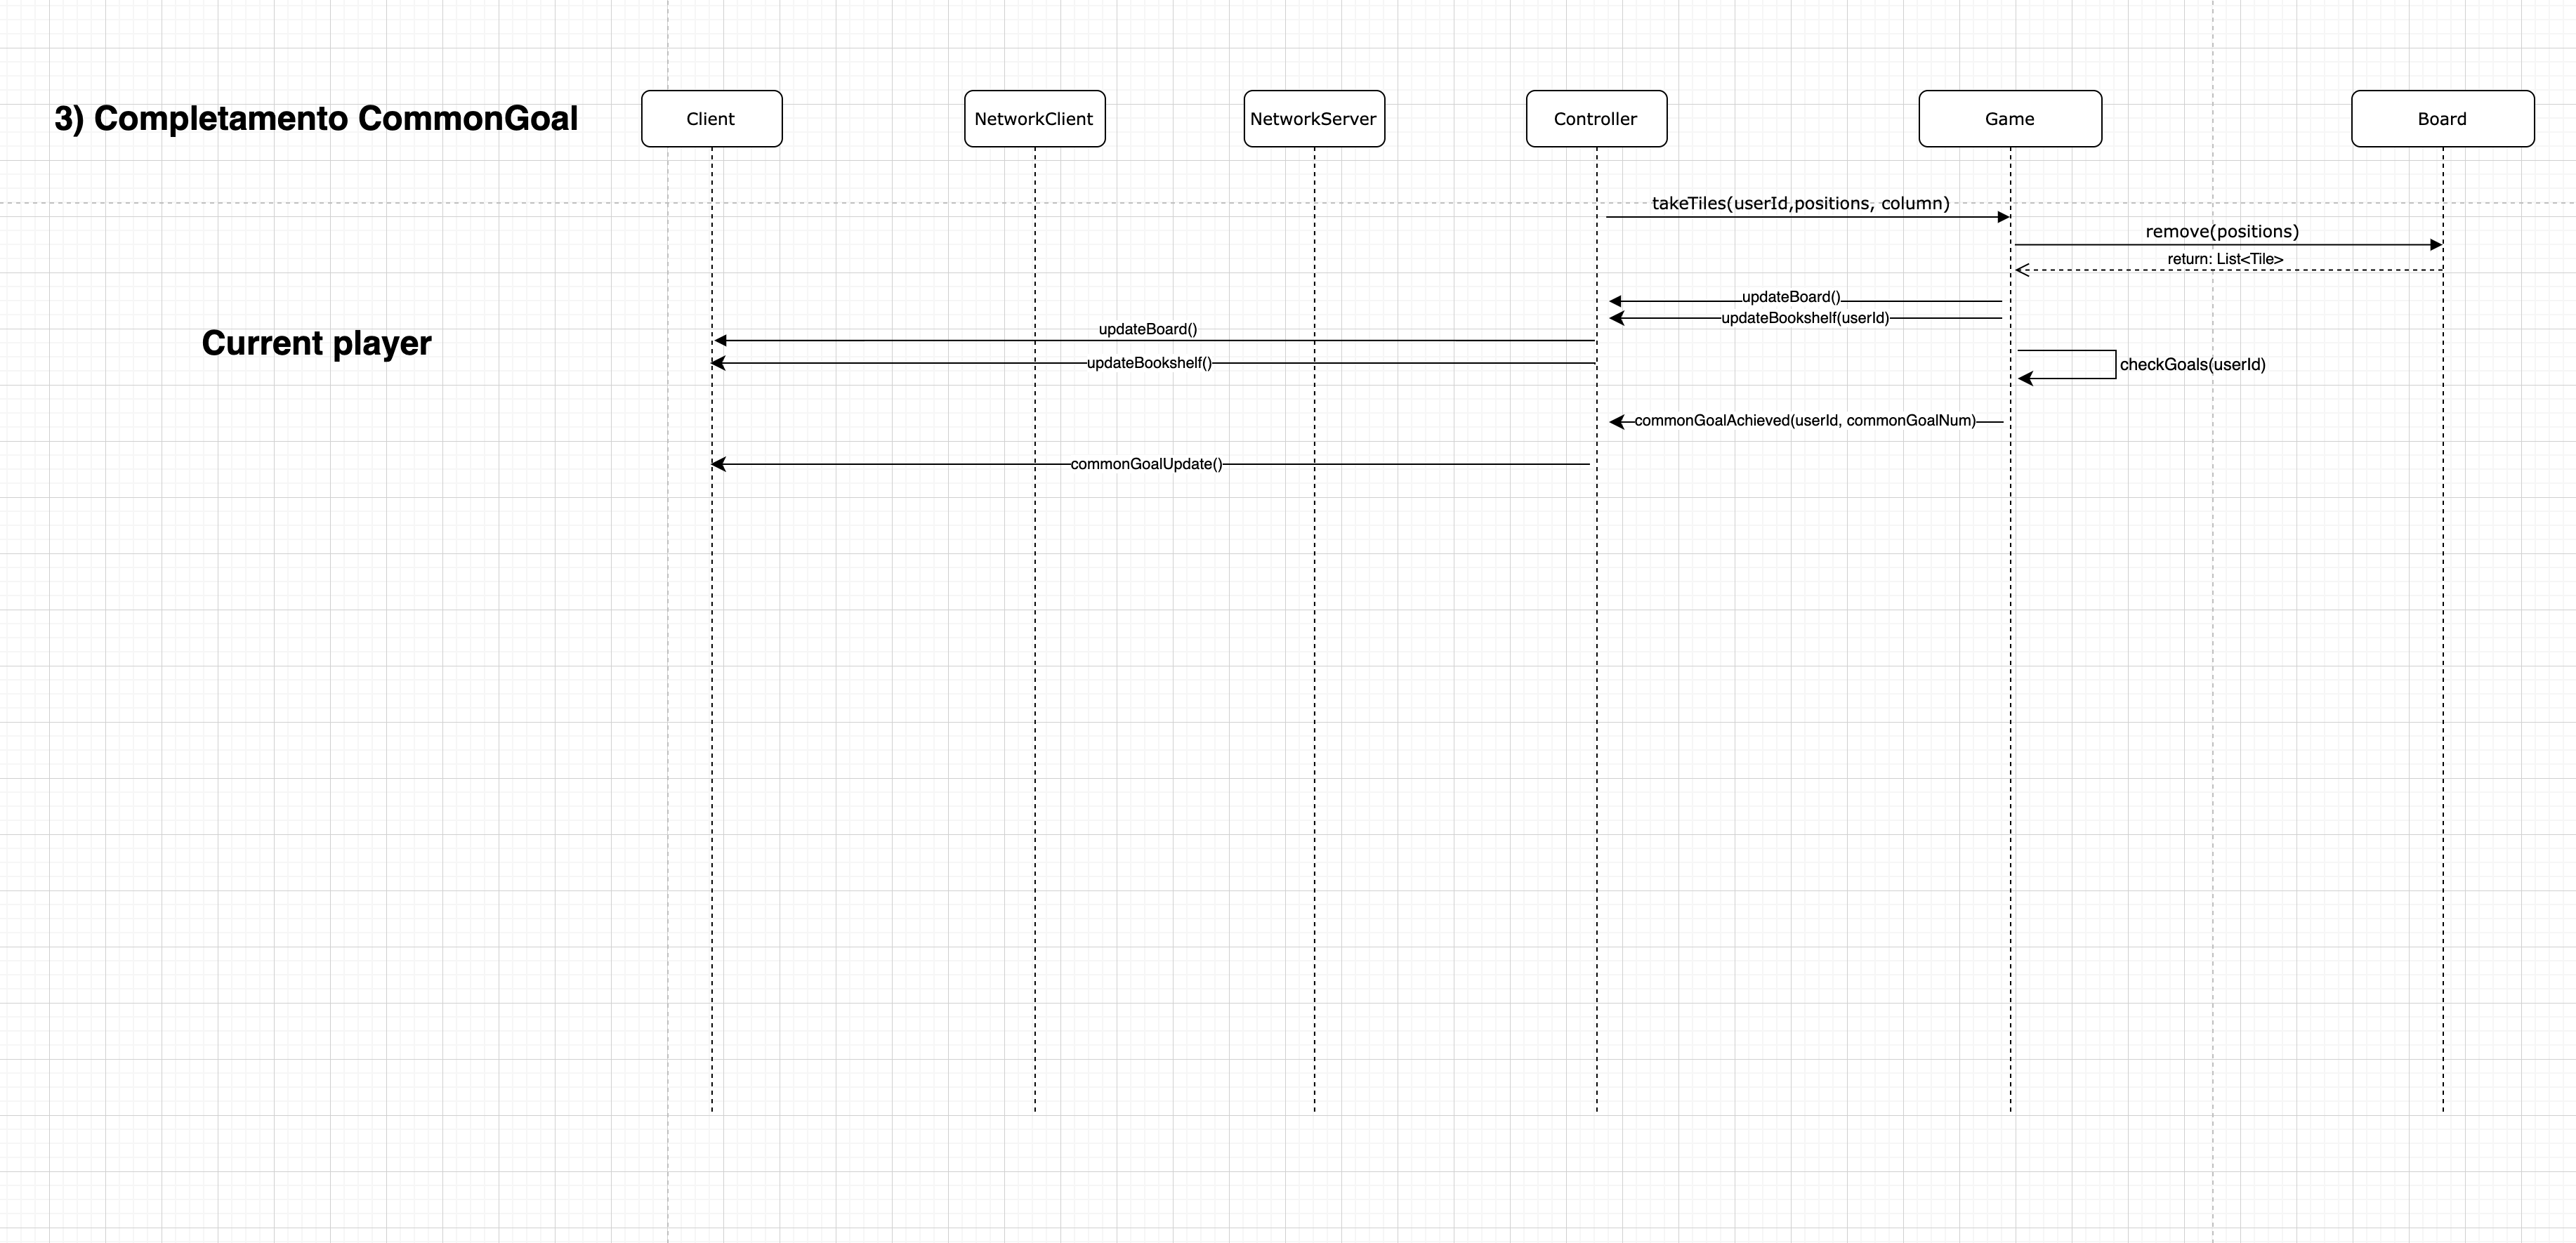 3) Completamento CommonGoal
Client
NetworkClient
NetworkServer
Controller
Game
Board
takeTiles(userId,positions, column)
remove(positions)
return: List<Tile>
updateBoard()
updateBookshelf(userId)
updateBoard()
Current player
updateBookshelf()
checkGoals(userId)
commonGoalAchieved(userId, commonGoalNum)
commonGoalUpdate()